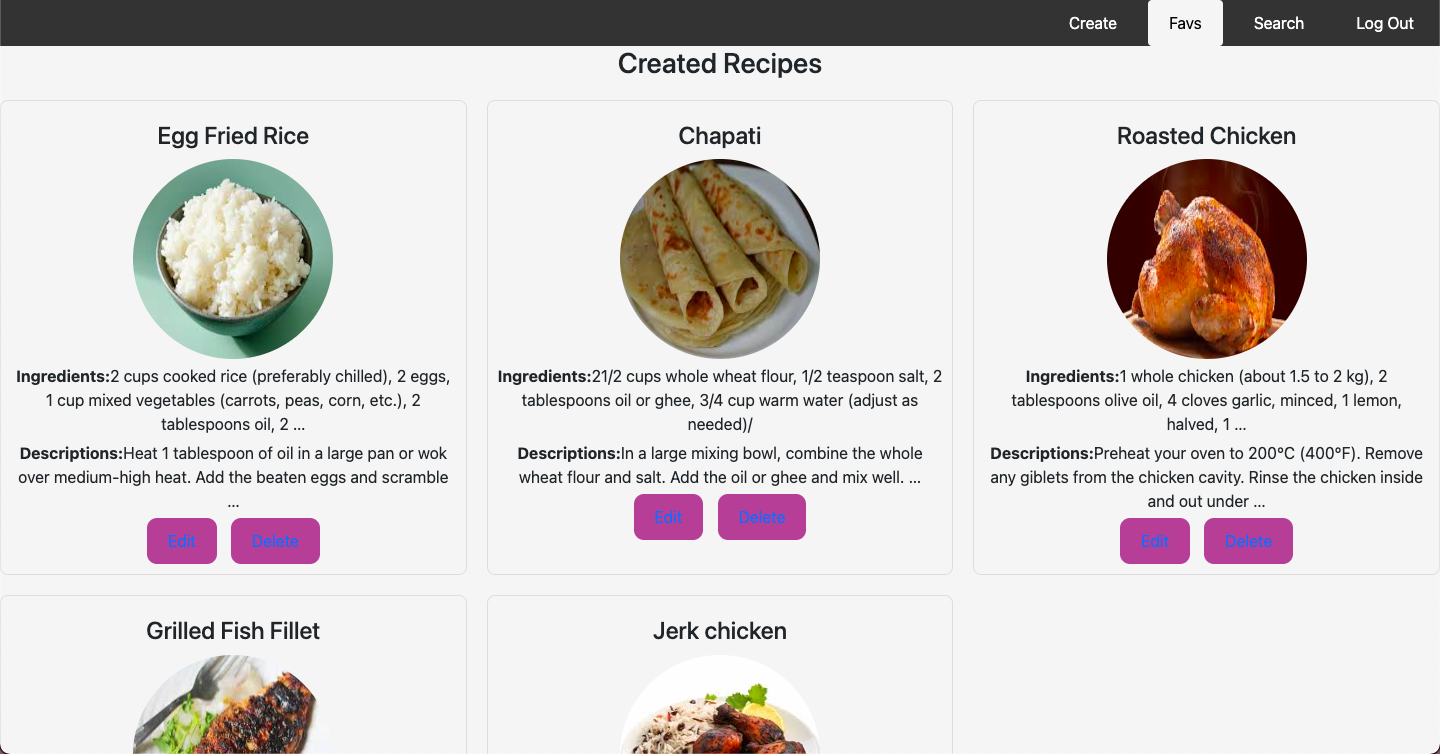 Create Favs Search Log Out
Created Recipes
Egg Fried Rice
Ingredients:2 cups cooked rice (preferably chilled), 2 eggs,
1 cup mixed vegetables (carrots, peas, corn, etc.), 2
tablespoons oil, 2 ...
Descriptions:Heat 1 tablespoon of oil in a large pan or wok
over medium-high heat. Add the beaten eggs and scramble
...
Edit Delete
Chapati
Ingredients:21/2 cups whole wheat flour, 1/2 teaspoon salt, 2
tablespoons oil or ghee, 3/4 cup warm water (adjust as
needed)/
Descriptions:In a large mixing bowl, combine the whole
wheat flour and salt. Add the oil or ghee and mix well. ...
Edit Delete
Roasted Chicken
Ingredients:1 whole chicken (about 1.5 to 2 kg), 2
tablespoons olive oil, 4 cloves garlic, minced, 1 lemon,
halved, 1 ...
Descriptions:Preheat your oven to 200°C (400°F). Remove
any giblets from the chicken cavity. Rinse the chicken inside
and out under ...
Edit Delete
Grilled Fish Fillet
Jerk chicken